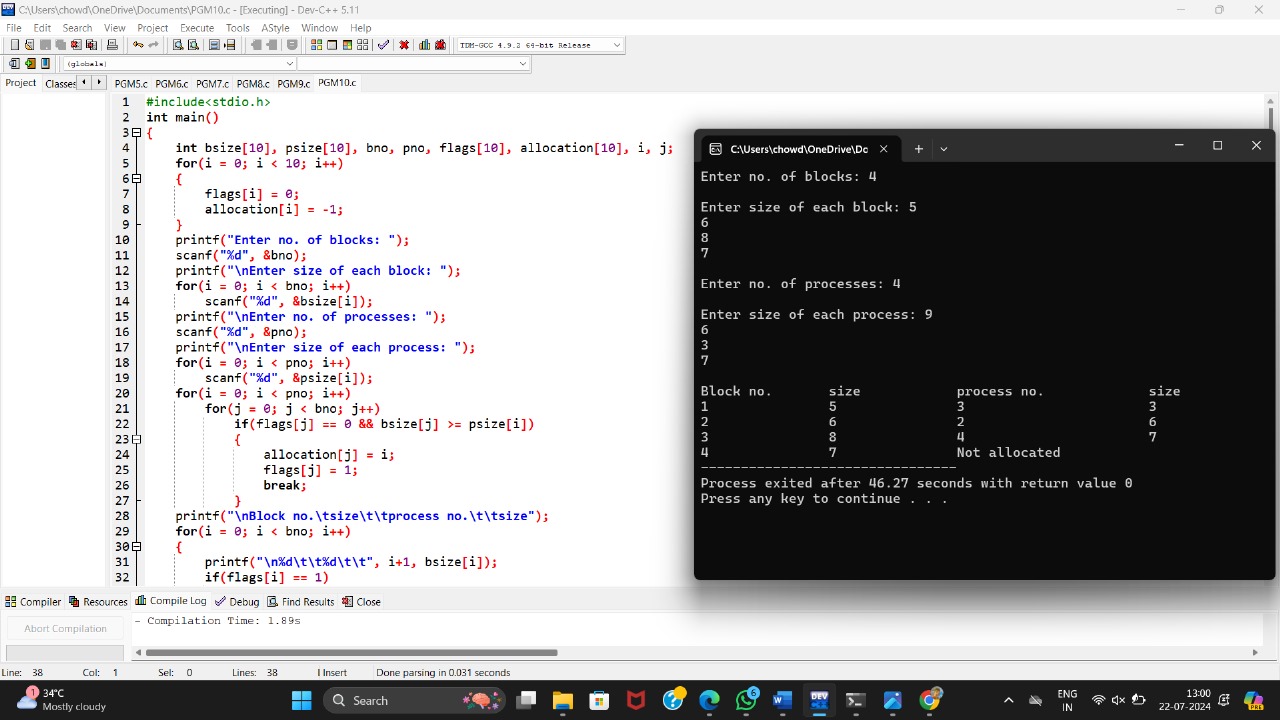 C:\Users\chowd\OneDrive\Documents\PGM10.c - [Executing] - Dev-C++ 5.11
File Edit Search View Project Execute Tools AStyle Window Help
TDM-GCC 4.9.2 64-bit Release
(globals)
Project Classes PGM5.c PGM6.c PGM7.c PGM8.c PGM9.c PGM10.c
1 #include<stdio.h>
2 int main()
3 {
4 int bsize[10], psize[10], bno, pno, flags[10], allocation[10], i, j;
5 for(i = 0; i < 10; i++)
6 {
7 flags[i] = 0;
8 allocation[i] = -1;
9 }
10 printf("Enter no. of blocks: ");
11 scanf("%d", &bno);
12 printf("\nEnter size of each block: ");
13 for(i = 0; i < bno; i++)
14 scanf("%d", &bsize[i]);
15 printf("\nEnter no. of processes: ");
16 scanf("%d", &pno);
17 printf("\nEnter size of each process: ");
18 for(i = 0; i < pno; i++)
19 scanf("%d", &psize[i]);
20 for(i = 0; i < pno; i++)
21 for(j = 0; j < bno; j++)
22 if(flags[j] == 0 && bsize[j] >= psize[i])
23 {
24 allocation[j] = i;
25 flags[j] = 1;
26 break;
27 }
28 printf("\nBlock no.\tsize\t\tprocess no.\t\tsize");
29 for(i = 0; i < bno; i++)
30 {
31 printf("\n%d\t\t%d\t\t", i+1, bsize[i]);
32 if(flags[i] == 1)
C:\Users\chowd\OneDrive\Dc
Enter no. of blocks: 4
Enter size of each block: 5
6
8
7
Enter no. of processes: 4
Enter size of each process: 9
6
3
7
Block no. size process no. size
1 5 3 3
2 6 2 6
3 8 4 7
4 7 Not allocated
--------------------------------
Process exited after 46.27 seconds with return value 0
Press any key to continue . . .
Compiler Resources Compile Log Debug Find Results Close
Abort Compilation
- Compilation Time: 1.89s
Line: 38 Col: 1 Sel: 0 Lines: 38 Insert Done parsing in 0.031 seconds
1 34°C
Mostly cloudy
Search
DEV C++
6
ENG
IN
13:00
22-07-2024
PRE